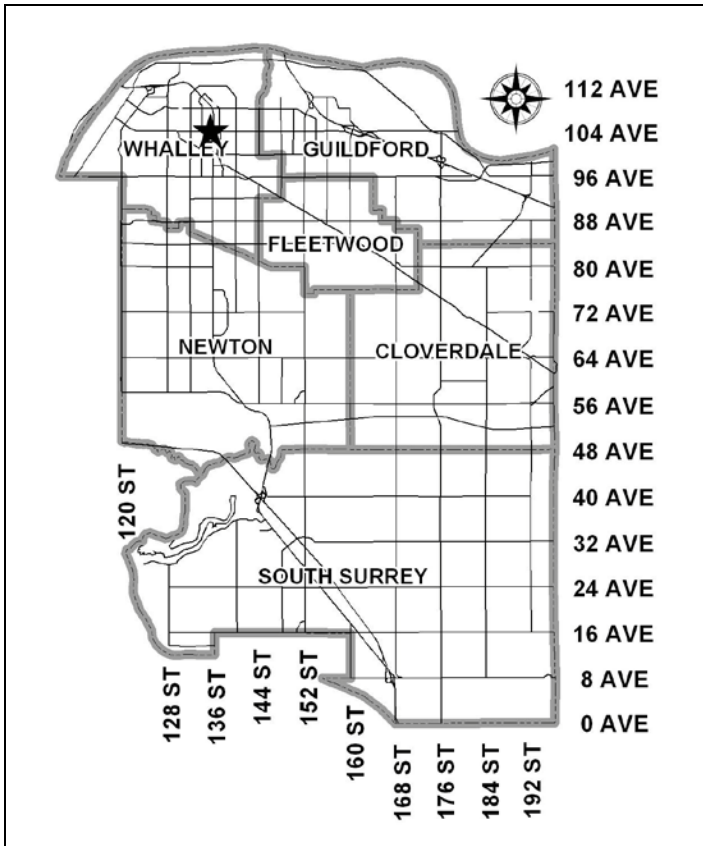 112 AVE
104 AVE
WHALLEY
GUILDFORD
96 AVE
88 AVE
FLEETWOOD
80 AVE
72 AVE
NEWTON
CLOVERDALE
64 AVE
56 AVE
48 AVE
120 ST
40 AVE
32 AVE
SOUTH SURREY
24 AVE
16 AVE
8 AVE
0 AVE
128 ST
136 ST
144 ST
152 ST
160 ST
168 ST
176 ST
184 ST
192 ST